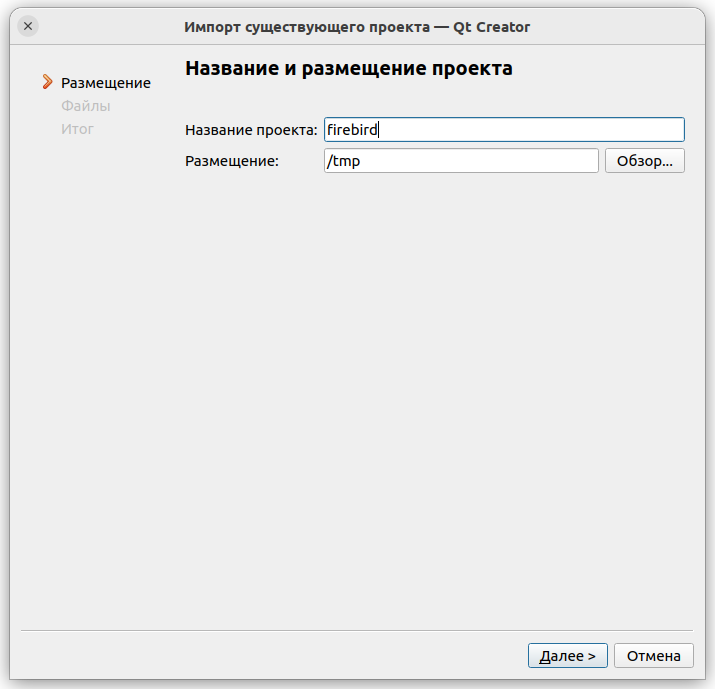 Импорт существующего проекта — Qt Creator
Размещение
Файлы
Итог
Название и размещение проекта
Название проекта: firebird
Размещение: /tmp Обзор...
Далее > Отмена